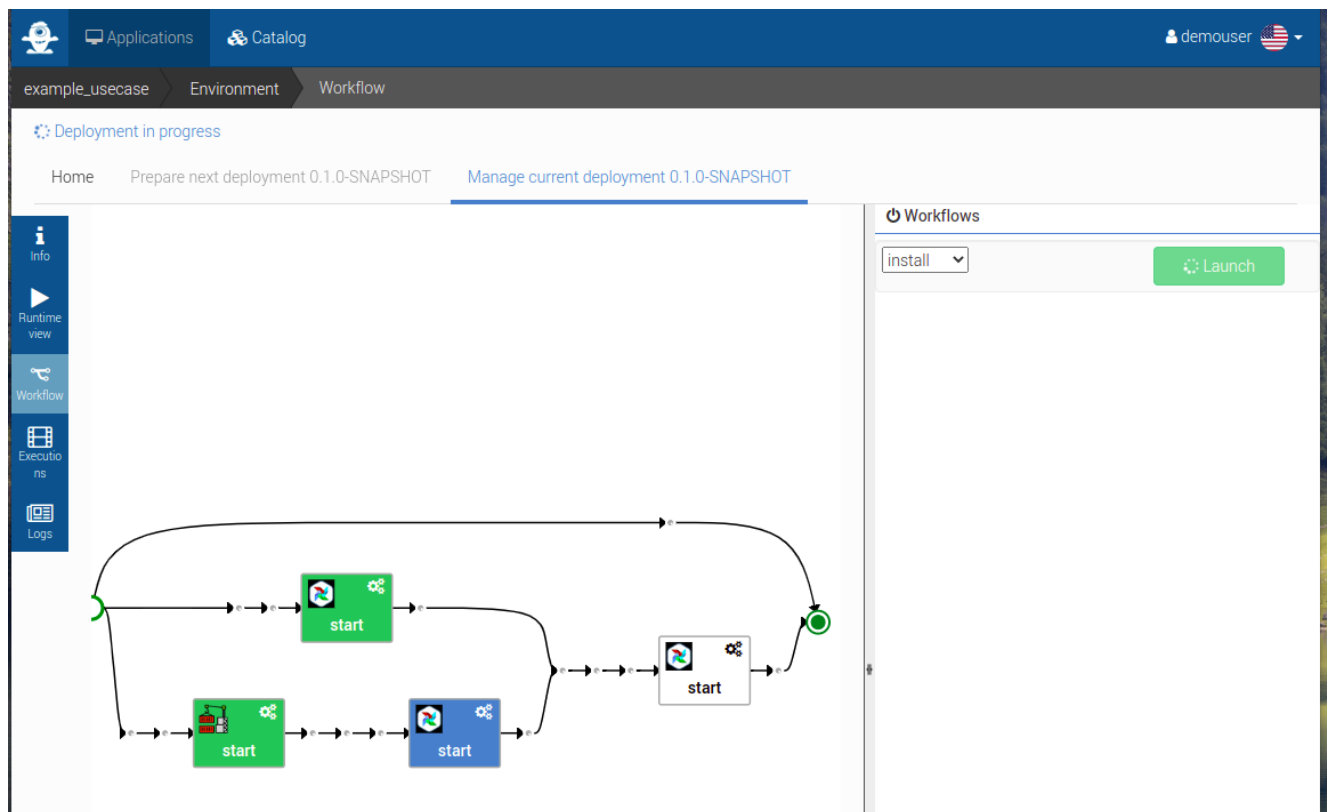 Applications
Catalog
demouser
example_usecase
Environment
Workflow
Deployment in progress
Home
Prepare next deployment 0.1.0-SNAPSHOT
Manage current deployment 0.1.0-SNAPSHOT
Info
Runtime
view
Workflow
Executio
ns
Logs
Workflows
install
Launch
start
start
start
start